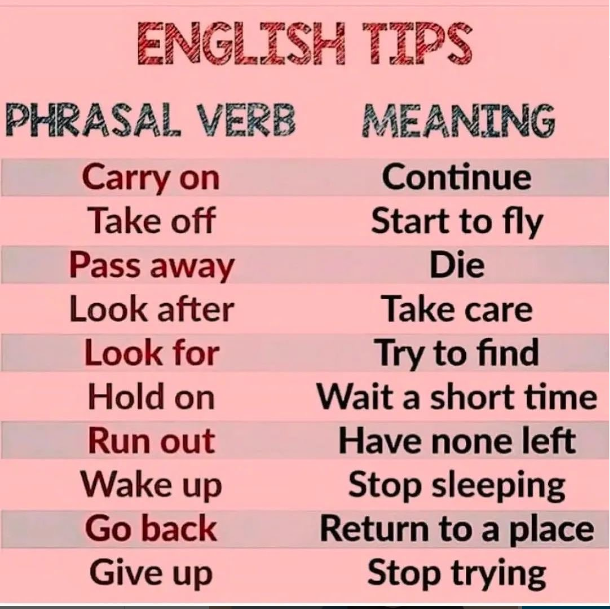 ENGLISH TIPS
PHRASAL VERB MEANING
Carry on Continue
Take off Start to fly
Pass away Die
Look after Take care
Look for Try to find
Hold on Wait a short time
Run out Have none left
Wake up Stop sleeping
Go back Return to a place
Give up Stop trying